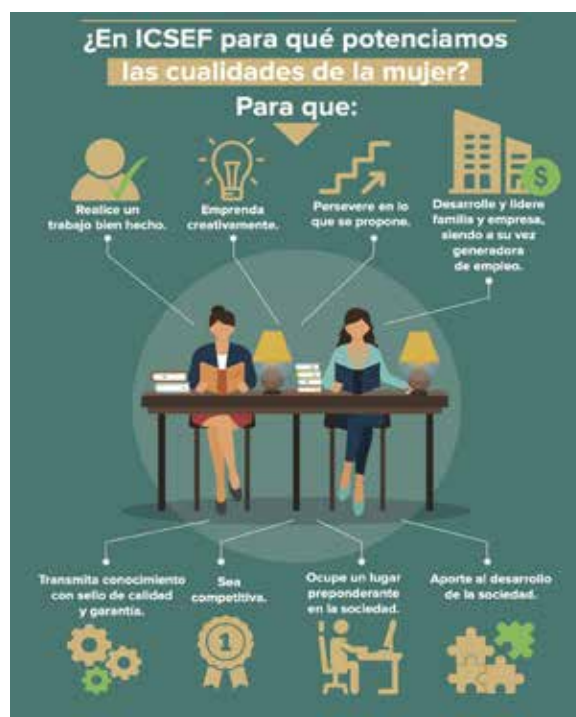 ¿En ICSEF para qué potenciamos
las cualidades de la mujer?
Para que:
Realice un
trabajo bien hecho.
Emprenda
creativamente.
Persevere en lo
que se propone.
Desarrolle y lidere
familia y empresa,
siendo a su vez
generadora
de empleo.
$
Transmita conocimiento
con sello de calidad
y garantía.
Sea
competitiva.
Ocupe un lugar
preponderante
en la sociedad.
Aporte al desarrollo
de la sociedad.
1